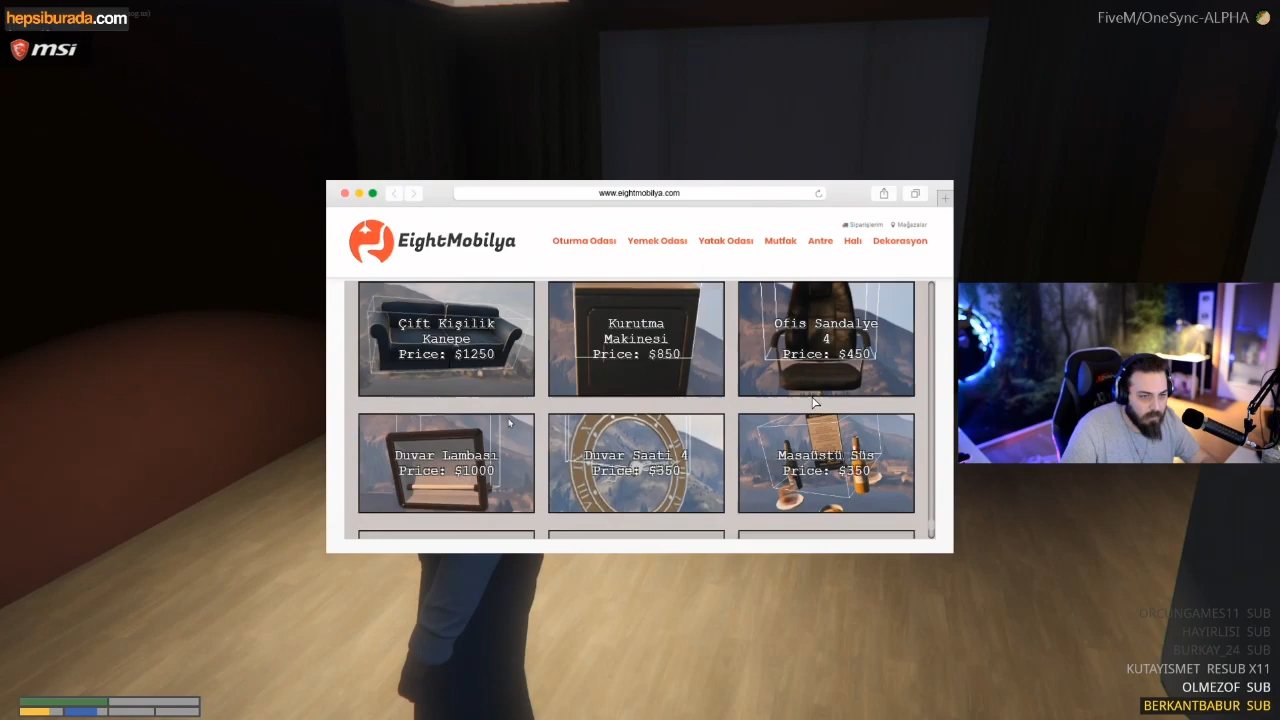 hepsiburada.com
FiveM/OneSync-ALPHA
msi
www.eightmobilya.com
EightMobilya
Siparişlerim Mağazalar
Oturma Odası Yemek Odası Yatak Odası Mutfak Antre Halı Dekorasyon
Çift Kişilik
Kanepe
Price: $1250
Kurutma
Makinesi
Price: $850
Ofis Sandalye
4
Price: $450
Duvar Lambası
Price: $1000
Duvar Saati 4
Price: $350
Masaüstü Süs
Price: $350
ORCUNGAMES11 SUB
HAYIRLISI SUB
BURKAY_24 SUB
KUTAYISMET RESUB X11
OLMEZOF SUB
BERKANTBABUR SUB